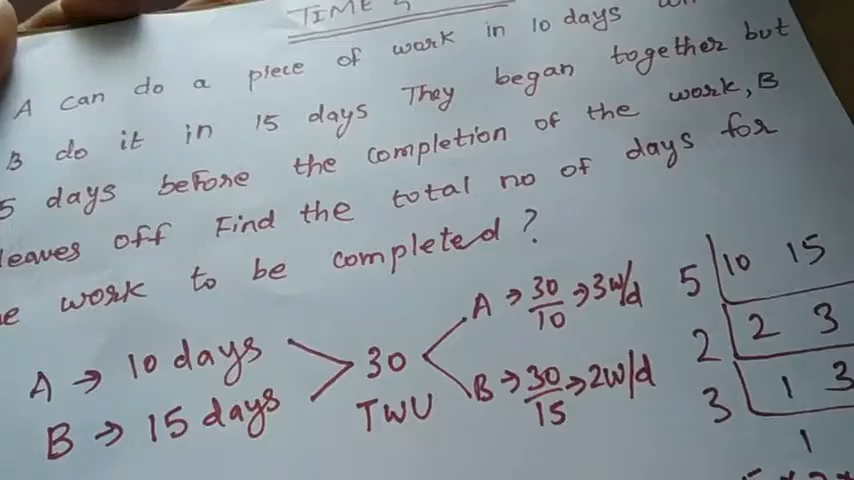 TIME
A can do a piece of work in 10 days
B do it in 15 days They began together but
5 days before the completion of the work, B
leaves off Find the total no of days for
work to be completed?
A → 10 days
B → 15 days
30
TWU
A → 30/10 → 3w/d
B → 30/15 → 2w/d
5 | 10 15
2 | 2 3
3 | 1 3
1